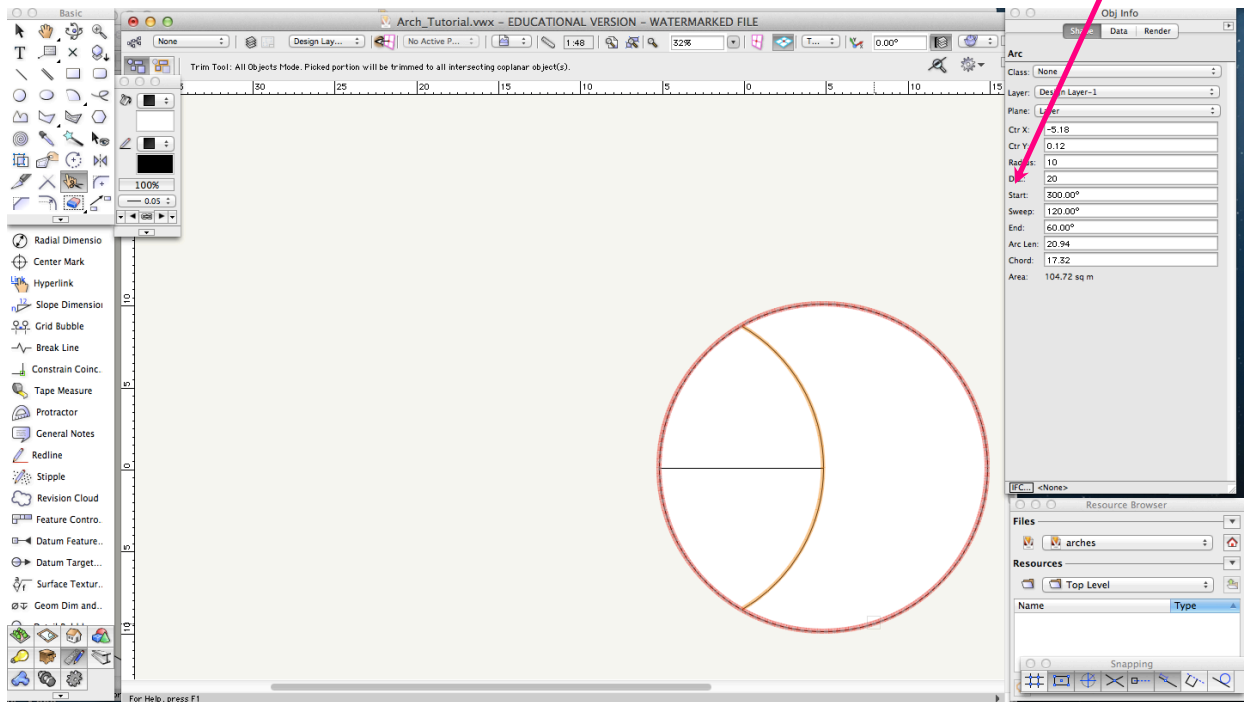 Basic
Arch_Tutorial.vwx – EDUCATIONAL VERSION – WATERMARKED FILE
Obj Info
None
Design Lay...
No Active P...
1:48
32%
T...
0.00°
Data
Render
Trim Tool: All Objects Mode. Picked portion will be trimmed to all intersecting coplanar object(s).
Arc
Class: None
Layer: Design Layer-1
Plane: Layer
Ctr X: -5.18
Ctr Y: 0.12
Radius: 10
20
Start: 300.00°
Sweep: 120.00°
End: 60.00°
Arc Len: 20.94
Chord: 17.32
Area: 104.72 sq m
30 25 20 15 10 5 0 5 10 15
100%
0.05
Radial Dimensio
Center Mark
Link Hyperlink
12 n Slope Dimension
Grid Bubble
Break Line
Constrain Coinc.
Tape Measure
Protractor
General Notes
Redline
Stipple
Revision Cloud
Feature Contro.
Datum Feature..
Datum Target...
Surface Textur..
Geom Dim and..
10
5
0
5
10
IFC... <None>
Resource Browser
Files
arches
Resources
Top Level
Name Type
Snapping
For Help, press F1